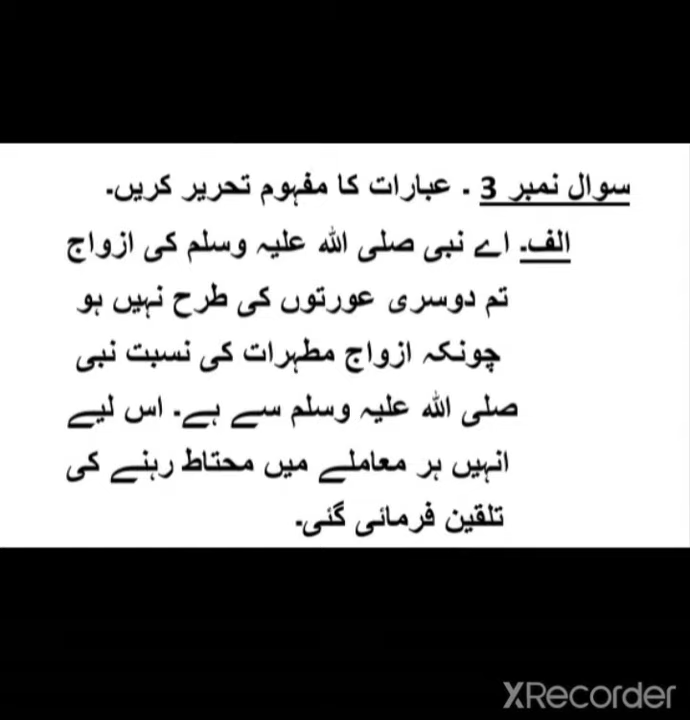 سوال نمبر 3 ۔ عبارات کا مفہوم تحریر کریں۔
الف۔ اے نبی صلی اللہ علیہ وسلم کی ازواج
تم دوسری عورتوں کی طرح نہیں ہو
چونکہ ازواج مطہرات کی نسبت نبی
صلی اللہ علیہ وسلم سے ہے۔ اس لیے
انہیں ہر معاملے میں محتاط رہنے کی
تلقین فرمائی گئی۔
XRecorder